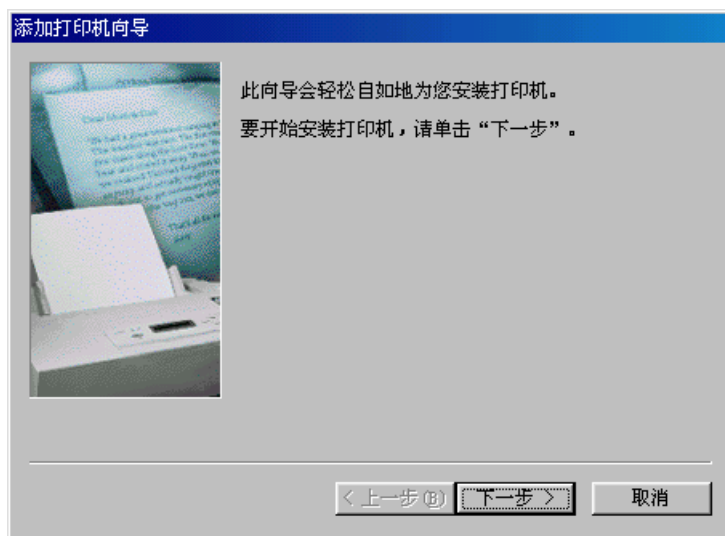 添加打印机向导
此向导会轻松自如地为您安装打印机。
要开始安装打印机，请单击“下一步”。
< 上一步(B)
下一步 >
取消